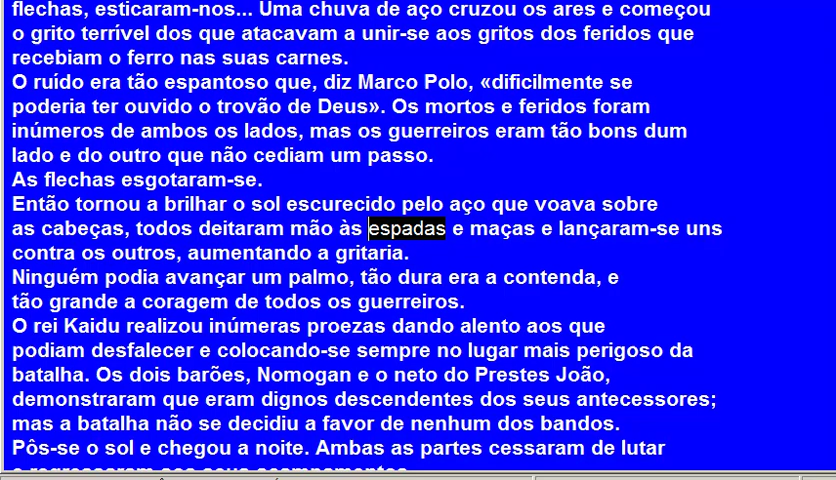 flechas, esticaram-nos... Uma chuva de aço cruzou os ares e começou
o grito terrível dos que atacavam a unir-se aos gritos dos feridos que
recebiam o ferro nas suas carnes.
O ruído era tão espantoso que, diz Marco Polo, «dificilmente se
poderia ter ouvido o trovão de Deus». Os mortos e feridos foram
inúmeros de ambos os lados, mas os guerreiros eram tão bons dum
lado e do outro que não cediam um passo.
As flechas esgotaram-se.
Então tornou a brilhar o sol escurecido pelo aço que voava sobre
as cabeças, todos deitaram mão às espadas e maças e lançaram-se uns
contra os outros, aumentando a gritaria.
Ninguém podia avançar um palmo, tão dura era a contenda, e
tão grande a coragem de todos os guerreiros.
O rei Kaidu realizou inúmeras proezas dando alento aos que
podiam desfalecer e colocando-se sempre no lugar mais perigoso da
batalha. Os dois barões, Nomogan e o neto do Prestes João,
demonstraram que eram dignos descendentes dos seus antecessores;
mas a batalha não se decidiu a favor de nenhum dos bandos.
Pôs-se o sol e chegou a noite. Ambas as partes cessaram de lutar
e regressaram aos seus acampamentos